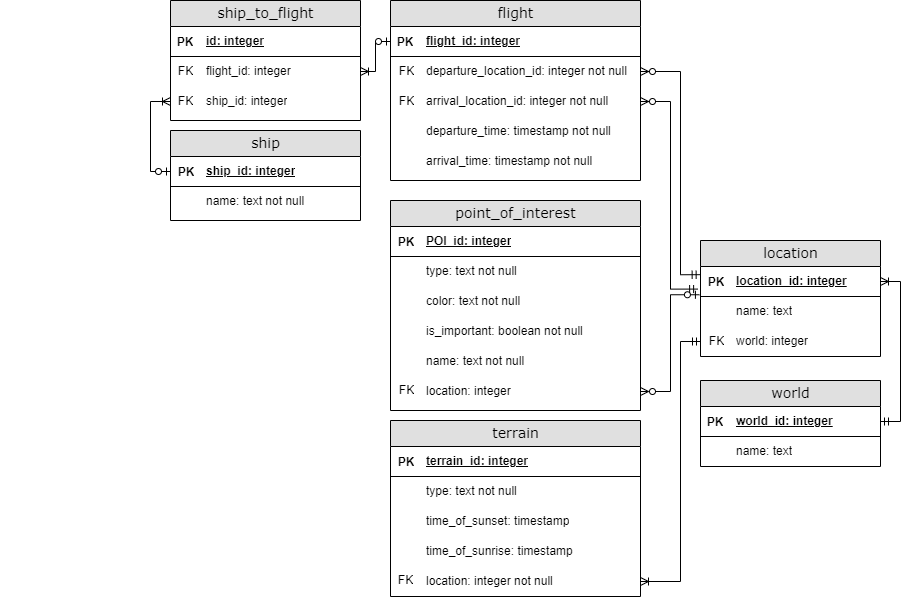 ship_to_flight
PK id: integer
FK flight_id: integer
FK ship_id: integer
ship
PK ship_id: integer
name: text not null
flight
PK flight_id: integer
FK departure_location_id: integer not null
FK arrival_location_id: integer not null
departure_time: timestamp not null
arrival_time: timestamp not null
point_of_interest
PK POI_id: integer
type: text not null
color: text not null
is_important: boolean not null
name: text not null
FK location: integer
terrain
PK terrain_id: integer
type: text not null
time_of_sunset: timestamp
time_of_sunrise: timestamp
FK location: integer not null
location
PK location_id: integer
name: text
FK world: integer
world
PK world_id: integer
name: text